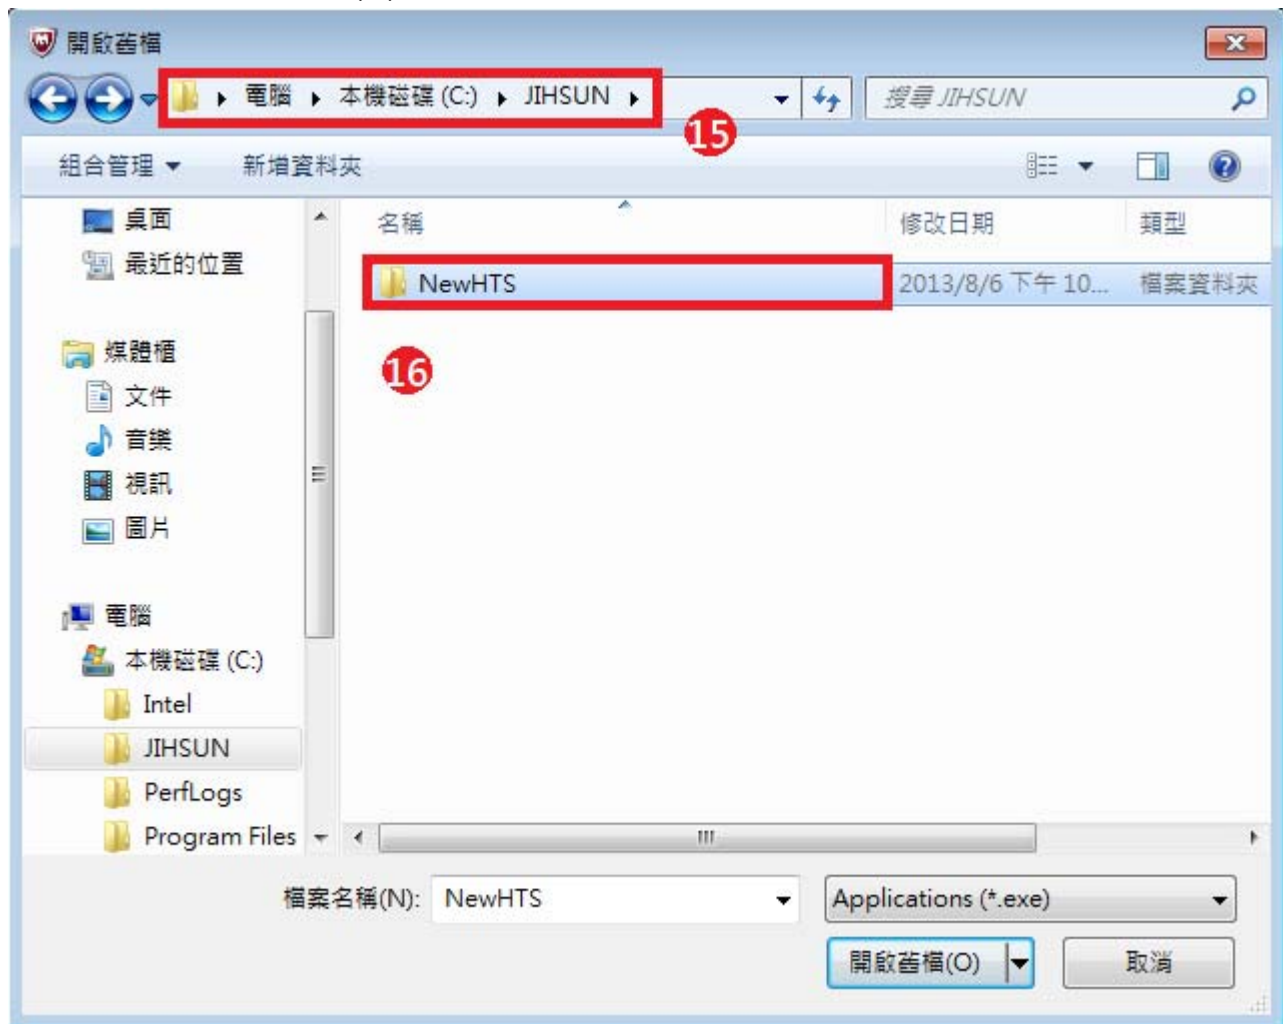 開啟舊檔
電腦 ▸ 本機磁碟 (C:) ▸ JIHSUN ▸
搜尋 JIHSUN
15
組合管理 ▼ 新增資料夾
桌面
最近的位置
媒體櫃
文件
音樂
視訊
圖片
電腦
本機磁碟 (C:)
Intel
JIHSUN
PerfLogs
Program Files
名稱 修改日期 類型
NewHTS 2013/8/6 下午 10... 檔案資料夾
16
檔案名稱(N): NewHTS Applications (*.exe)
開啟舊檔(O) 取消